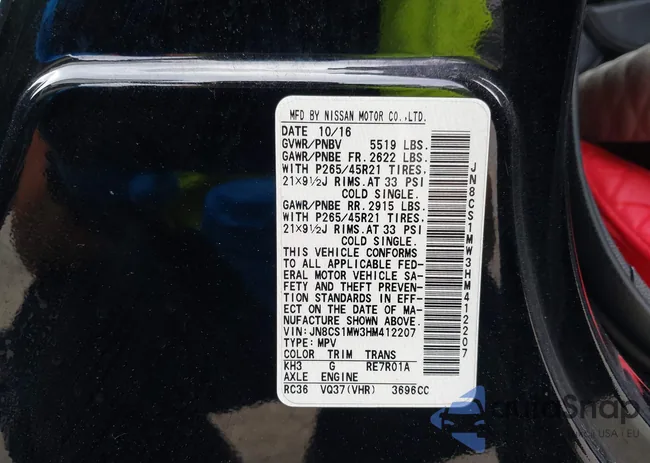 MFD BY NISSAN MOTOR CO.,LTD.
DATE 10/16
GVWR/PNBV 5519 LBS.
GAWR/PNBE FR. 2622 LBS.
WITH P265/45R21 TIRES,
21×9½J RIMS.AT 33 PSI
COLD SINGLE.
GAWR/PNBE RR. 2915 LBS.
WITH P265/45R21 TIRES,
21×9½J RIMS.AT 33 PSI
COLD SINGLE.
THIS VEHICLE CONFORMS
TO ALL APPLICABLE FED-
ERAL MOTOR VEHICLE SA-
FETY AND THEFT PREVEN-
TION STANDARDS IN EFF-
ECT ON THE DATE OF MA-
NUFACTURE SHOWN ABOVE.
VIN: JN8CS1MW3HM412207
TYPE: MPV
COLOR TRIM TRANS
KH3 G RE7R01A
AXLE ENGINE
RC36 VQ37(VHR) 3696CC
JN8CS1MW3HM412207
autoSnap
USA | EU